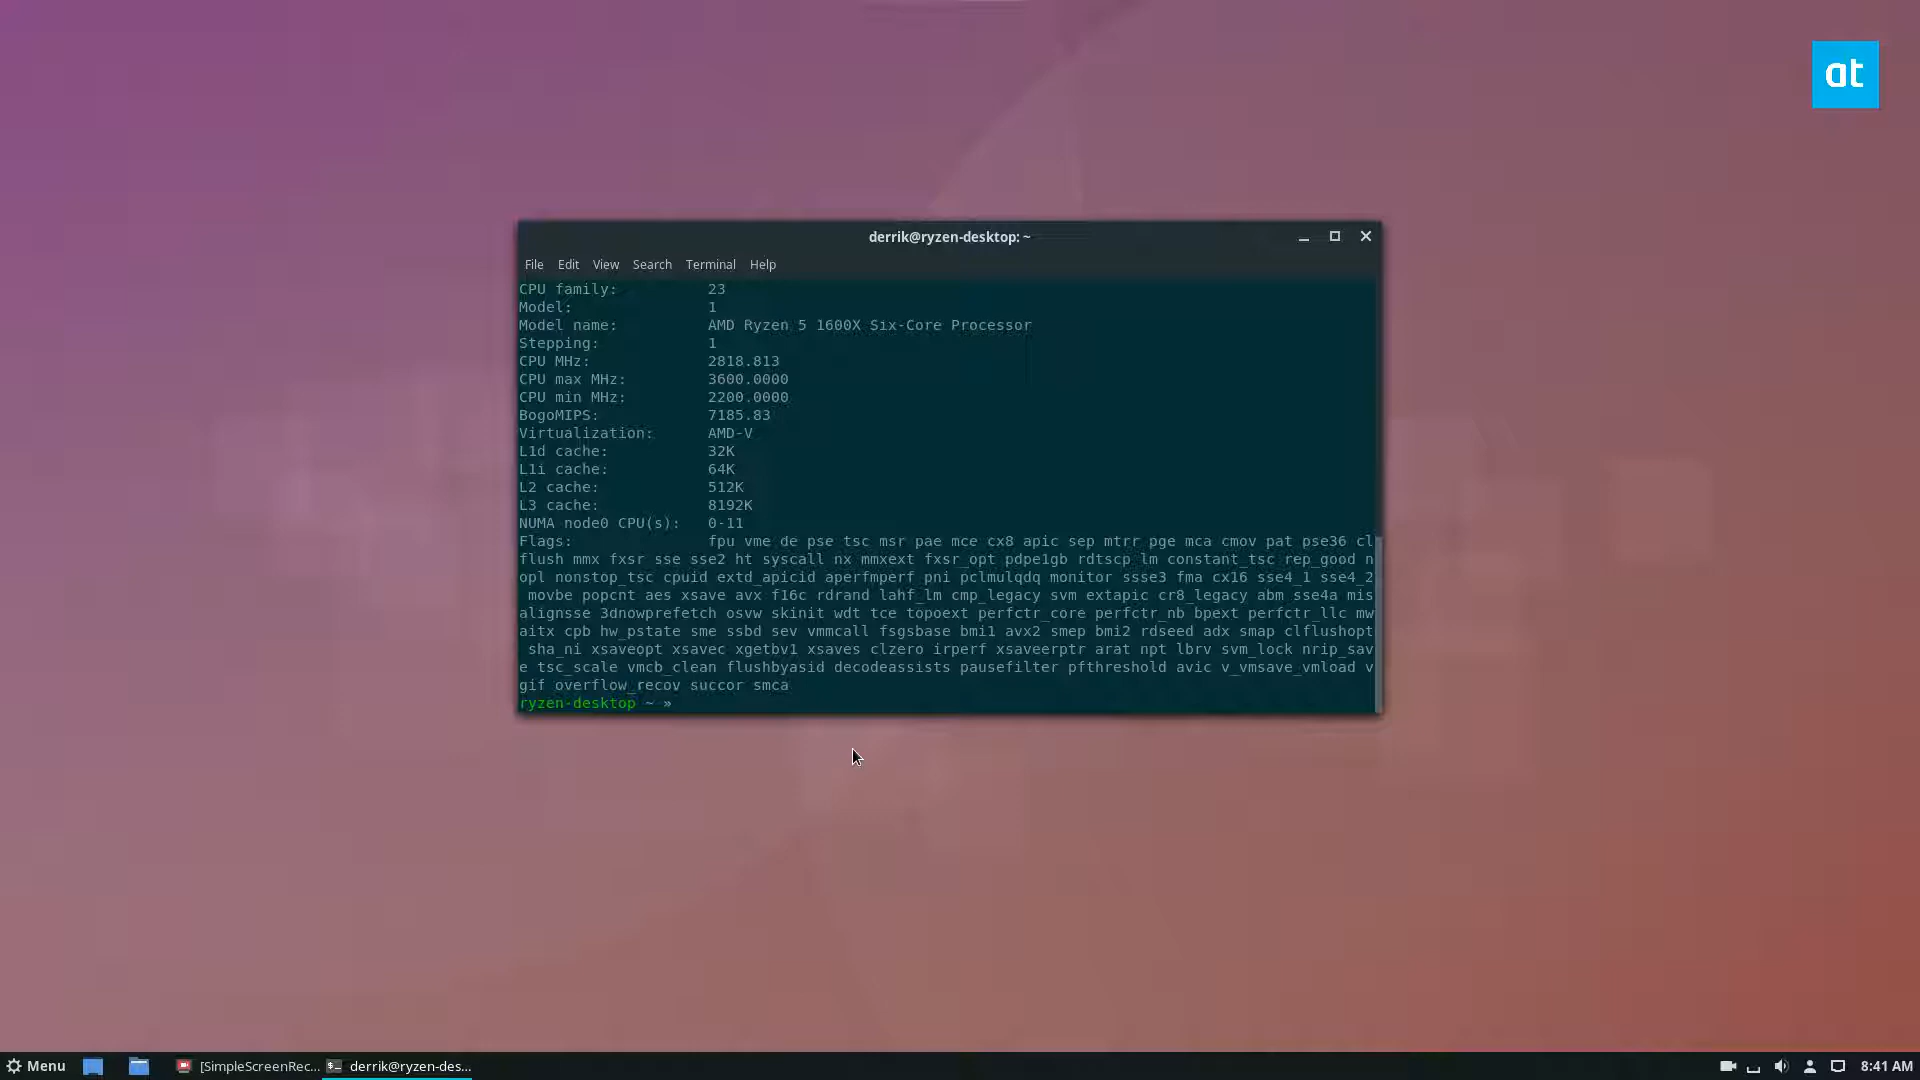 at
derrik@ryzen-desktop: ~
File Edit View Search Terminal Help
CPU family: 23
Model: 1
Model name: AMD Ryzen 5 1600X Six-Core Processor
Stepping: 1
CPU MHz: 2818.813
CPU max MHz: 3600.0000
CPU min MHz: 2200.0000
BogoMIPS: 7185.83
Virtualization: AMD-V
L1d cache: 32K
L1i cache: 64K
L2 cache: 512K
L3 cache: 8192K
NUMA node0 CPU(s): 0-11
Flags: fpu vme de pse tsc msr pae mce cx8 apic sep mtrr pge mca cmov pat pse36 cl
flush mmx fxsr sse sse2 ht syscall nx mmxext fxsr_opt pdpe1gb rdtscp lm constant_tsc rep_good n
opl nonstop_tsc cpuid extd_apicid aperfmperf pni pclmulqdq monitor ssse3 fma cx16 sse4_1 sse4_2
movbe popcnt aes xsave avx f16c rdrand lahf_lm cmp_legacy svm extapic cr8_legacy abm sse4a mis
alignsse 3dnowprefetch osvw skinit wdt tce topoext perfctr_core perfctr_nb bpext perfctr_llc mw
aitx cpb hw_pstate sme ssbd sev vmmcall fsgsbase bmi1 avx2 smep bmi2 rdseed adx smap clflushopt
sha_ni xsaveopt xsavec xgetbv1 xsaves clzero irperf xsaveerptr arat npt lbrv svm_lock nrip_sav
e tsc_scale vmcb_clean flushbyasid decodeassists pausefilter pfthreshold avic v_vmsave_vmload v
gif overflow_recov succor smca
ryzen-desktop ~ »
Menu [SimpleScreenRec... derrik@ryzen-des... 8:41 AM